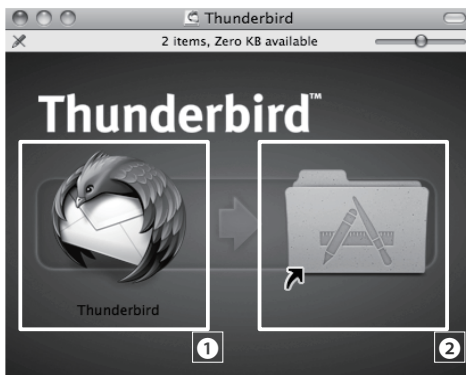 Thunderbird
2 items, Zero KB available
Thunderbird™
Thunderbird
1
2